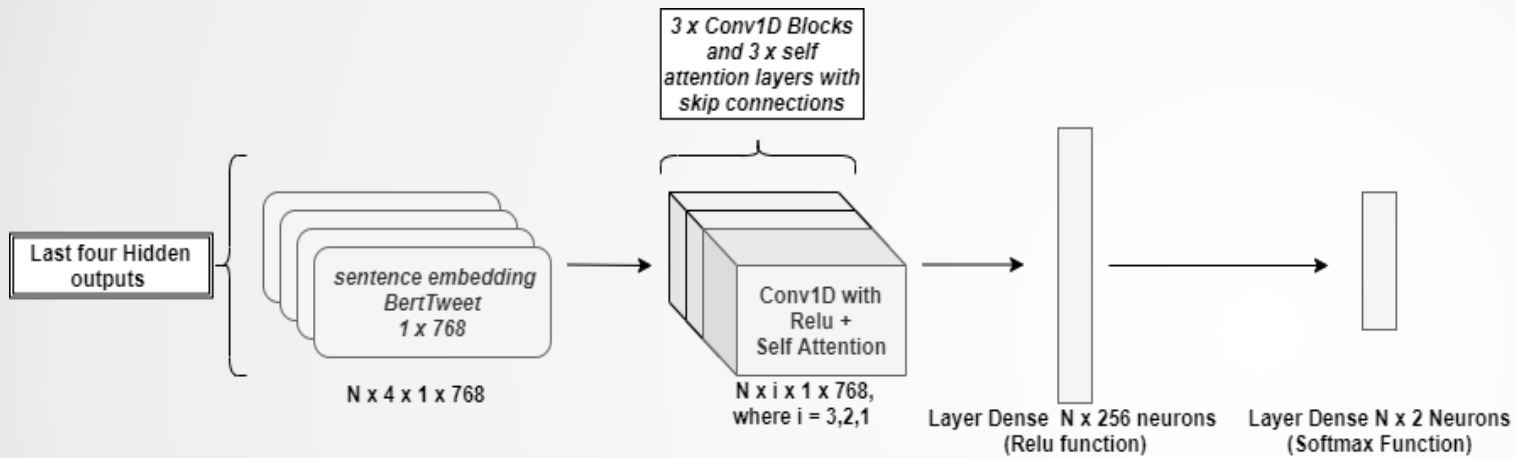 3 x Conv1D Blocks
and 3 x self
attention layers with
skip connections
Last four Hidden
outputs
sentence embedding
BertTweet
1 x 768
N x 4 x 1 x 768
Conv1D with
Relu +
Self Attention
N x i x 1 x 768,
where i = 3,2,1
Layer Dense N x 256 neurons
(Relu function)
Layer Dense N x 2 Neurons
(Softmax Function)